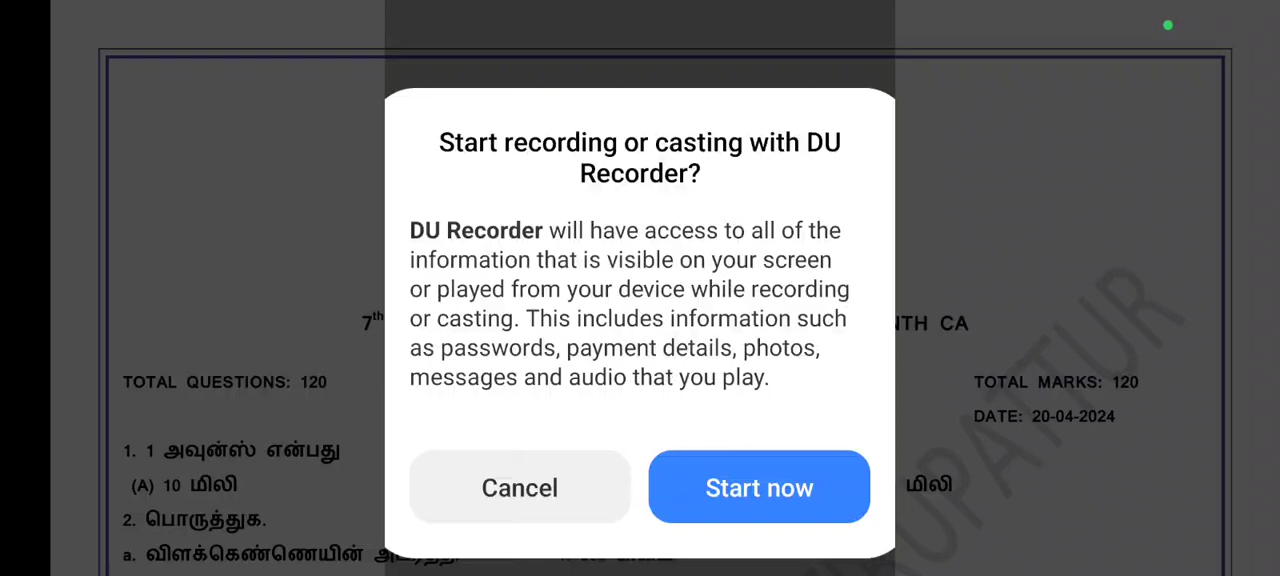 Start recording or casting with DU
Recorder?
DU Recorder will have access to all of the
information that is visible on your screen
or played from your device while recording
or casting. This includes information such
as passwords, payment details, photos,
messages and audio that you play.
Cancel
Start now
7th
NTH CA
TOTAL QUESTIONS: 120
TOTAL MARKS: 120
DATE: 20-04-2024
1. 1 அவுன்ஸ் என்பது
(A) 10 மிலி
மிலி
2. பொருத்துக.
a. விளக்கெண்ணெயின்